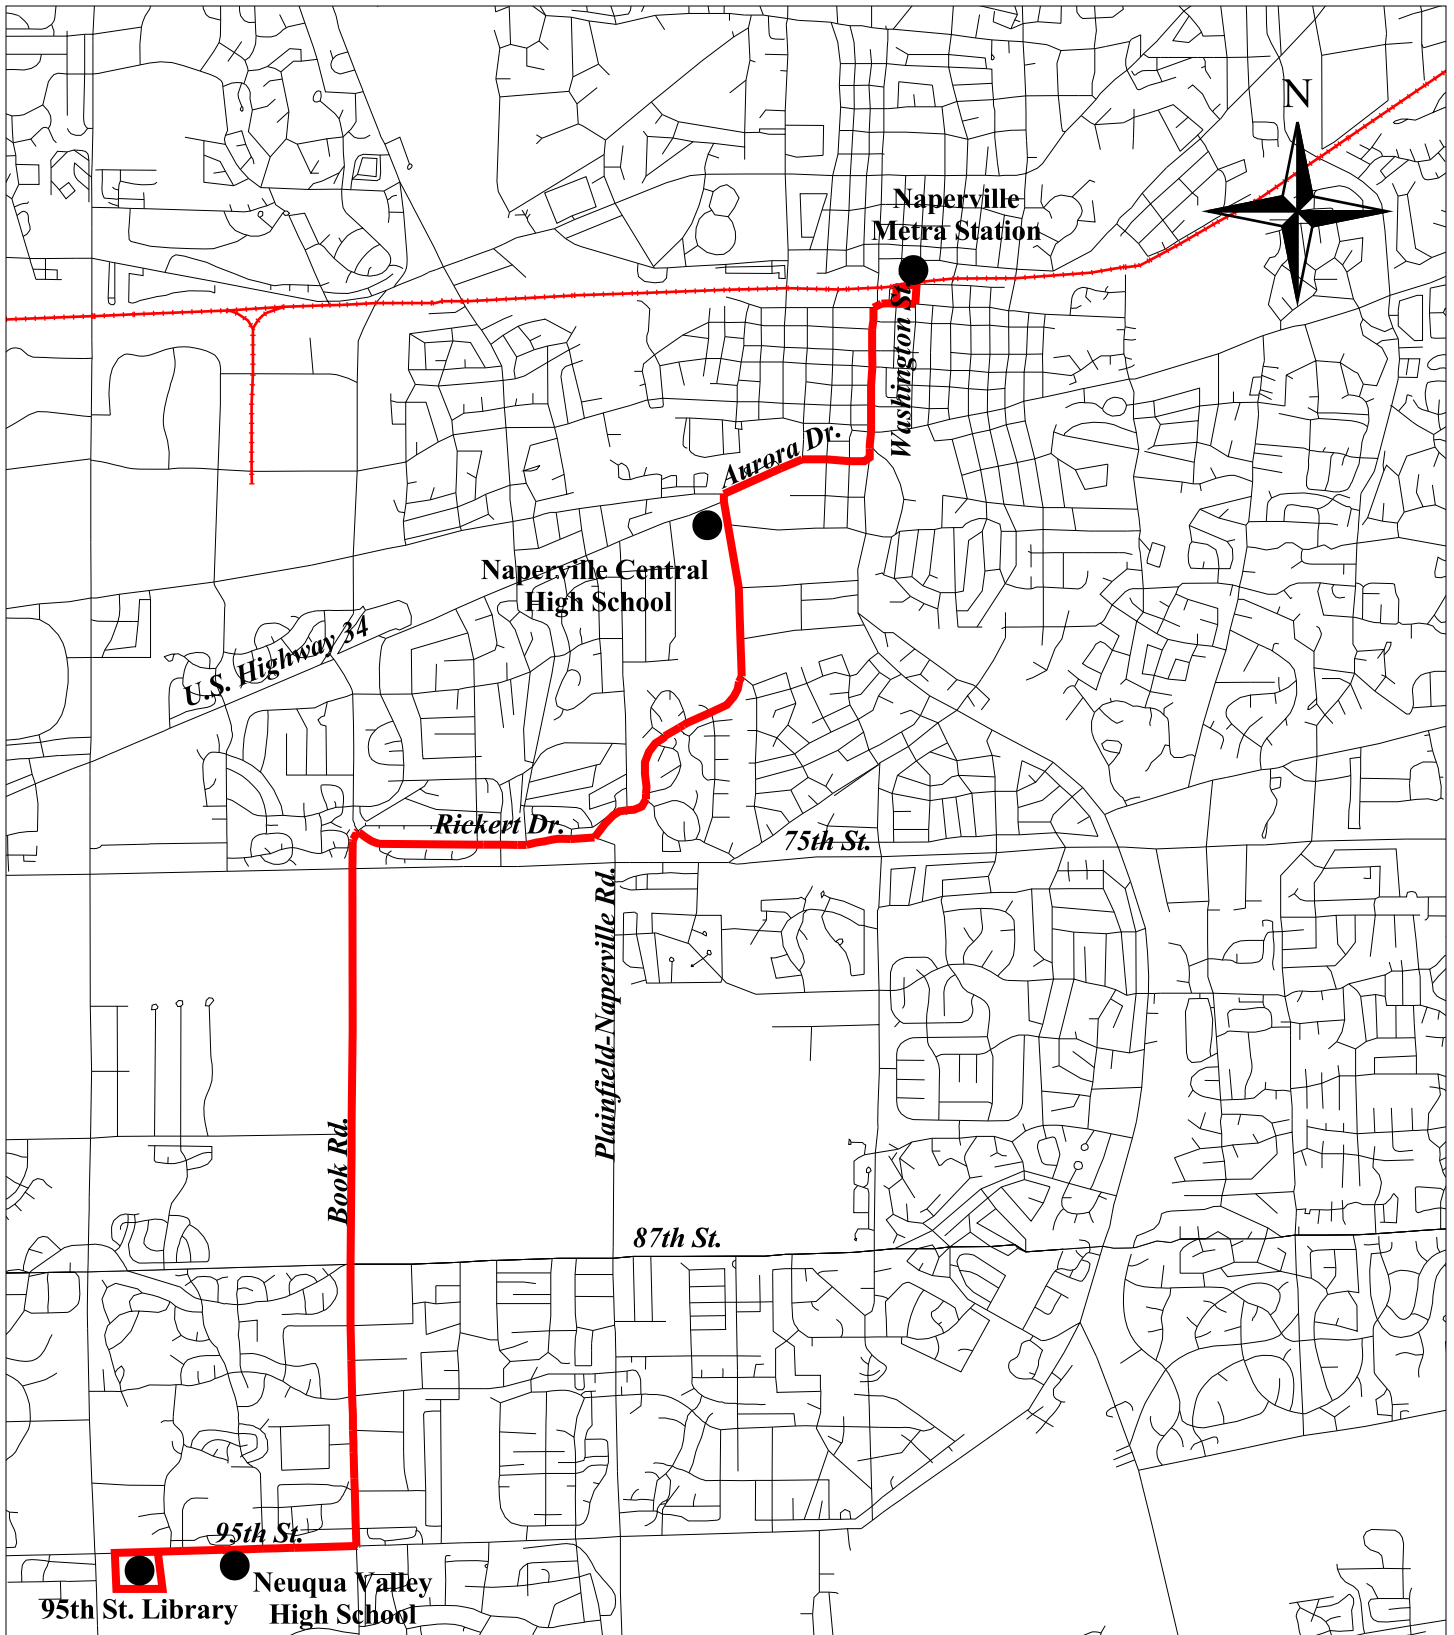 N
Naperville
Metra Station
Washington St.
Aurora Dr.
Naperville Central
High School
U.S. Highway 34
Rickert Dr.
75th St.
Plainfield-Naperville Rd.
Book Rd.
87th St.
95th St.
Neuqua Valley
High School
95th St. Library